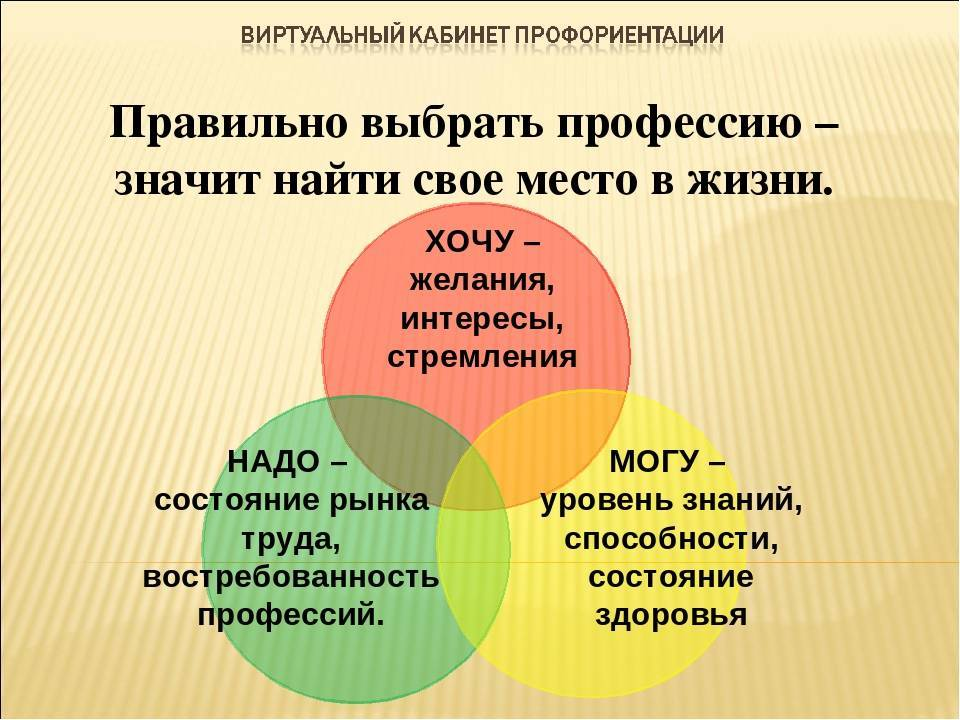 ВИРТУАЛЬНЫЙ КАБИНЕТ ПРОФОРИЕНТАЦИИ
Правильно выбрать профессию –
значит найти свое место в жизни.
ХОЧУ –
желания,
интересы,
стремления
НАДО –
состояние рынка
труда,
востребованность
профессий.
МОГУ –
уровень знаний,
способности,
состояние
здоровья